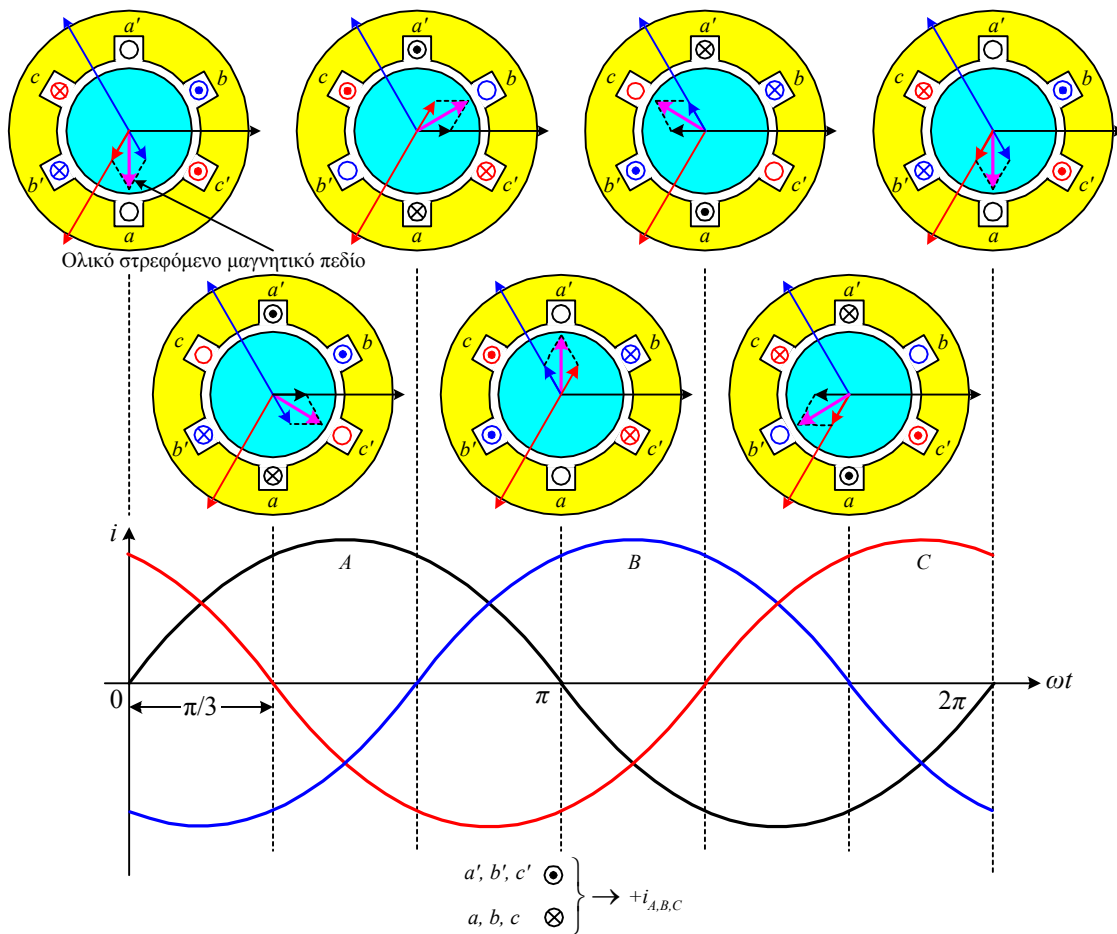 a′ a′ a′ a′
c b c b c b c b
b′ c′ b′ c′ b′ c′ b′ c′
a a a a
Ολικό στρεφόμενο μαγνητικό πεδίο
a′ a′ a′
c b c b c b
b′ c′ b′ c′ b′ c′
a a a
i
A B C
0 π/3 π 2π ωt
a′, b′, c′ ⊙
a, b, c ⊗
→ +i_{A,B,C}